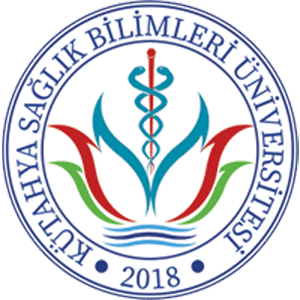 KÜTAHYA SAĞLIK BİLİMLERİ ÜNİVERSİTESİ
• 2018 •